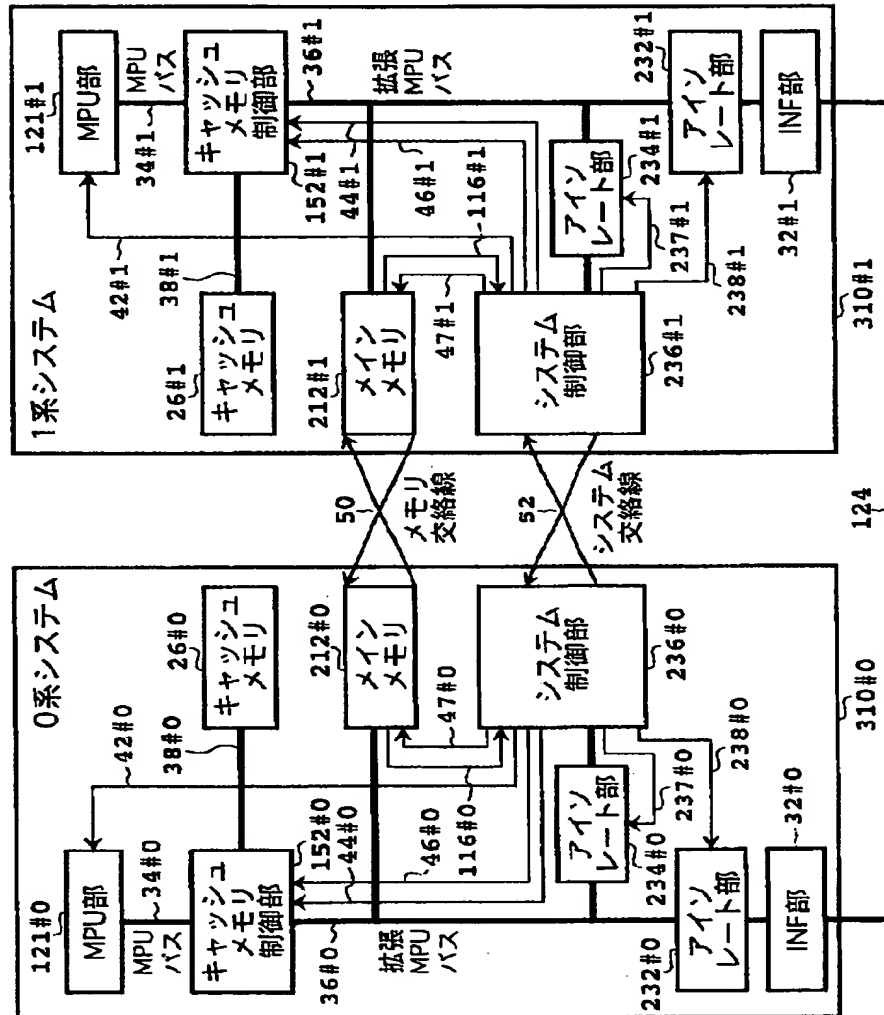 0系システム
121#0
MPU部
42#0
34#0
MPU
バス
38#0
26#0
キャッシュ
メモリ
152#0
キャッシュ
メモリ
制御部
46#0
44#0
36#0
拡張
MPU
バス
212#0
メイン
メモリ
47#0
116#0
システム
制御部
236#0
アイソ
レート部
234#0
237#0
238#0
232#0
アイソ
レート部
32#0
INF部
310#0
50
メモリ
交絡線
52
システム
交絡線
124
1系システム
121#1
MPU部
42#1
34#1
MPU
バス
38#1
26#1
キャッシュ
メモリ
キャッシュ
メモリ
制御部
152#1
36#1
44#1
46#1
拡張
MPU
バス
212#1
メイン
メモリ
116#1
47#1
システム
制御部
236#1
アイソ
レート部
234#1
237#1
238#1
232#1
アイソ
レート部
INF部
32#1
310#1